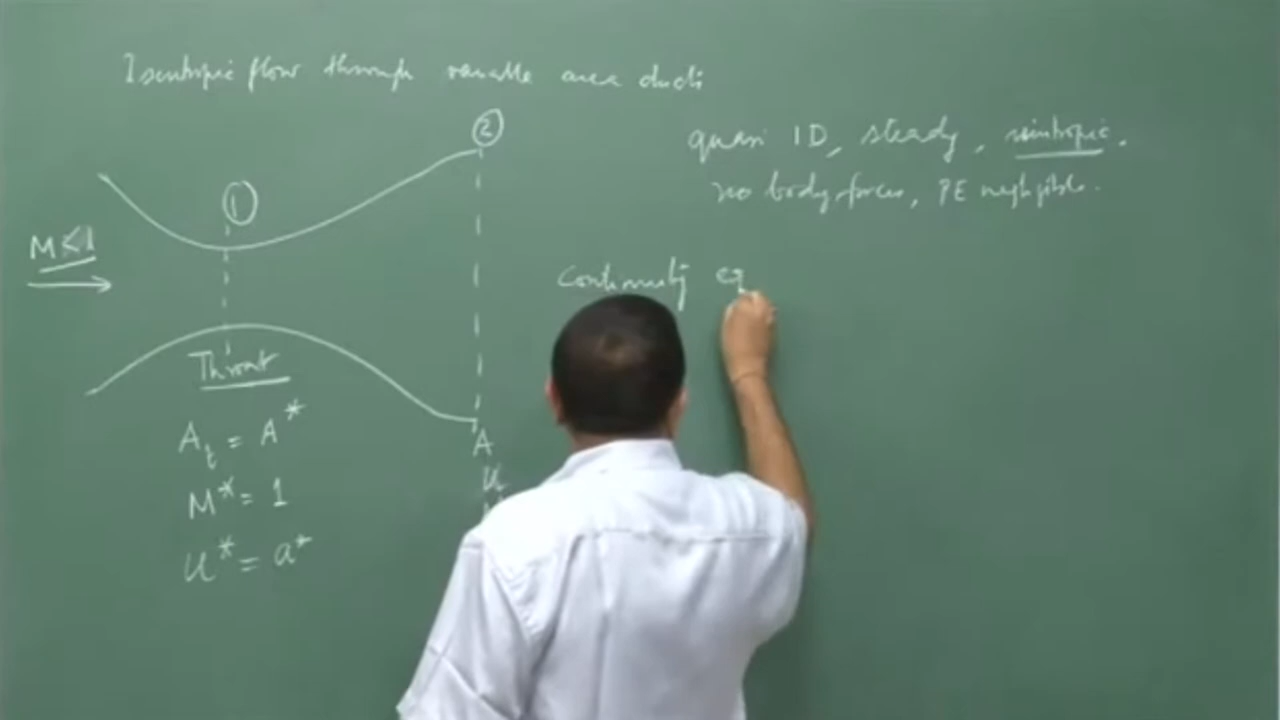 Isentropic flow through variable area ducts
quasi 1D, steady, isentropic.
no body forces, PE negligible.
②
①
M<1
Continuity eq
Throat
A_t = A*
M* = 1
u* = a*
A
u